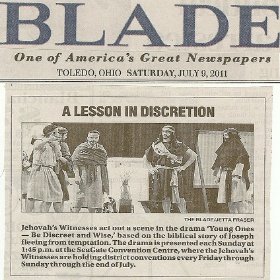 BLADE
One of America's Great Newspapers
TOLEDO, OHIO SATURDAY, JULY 9, 2011
A LESSON IN DISCRETION
THE BLADE/JETTA FRASER
Jehovah's Witnesses act out a scene in the drama 'Young Ones
— Be Discreet and Wise,' based on the biblical story of Joseph
fleeing from temptation. The drama is presented each Sunday at
1:45 p.m. at the SeaGate Convention Centre, where the Jehovah's
Witnesses are holding district conventions every Friday through
Sunday through the end of July.